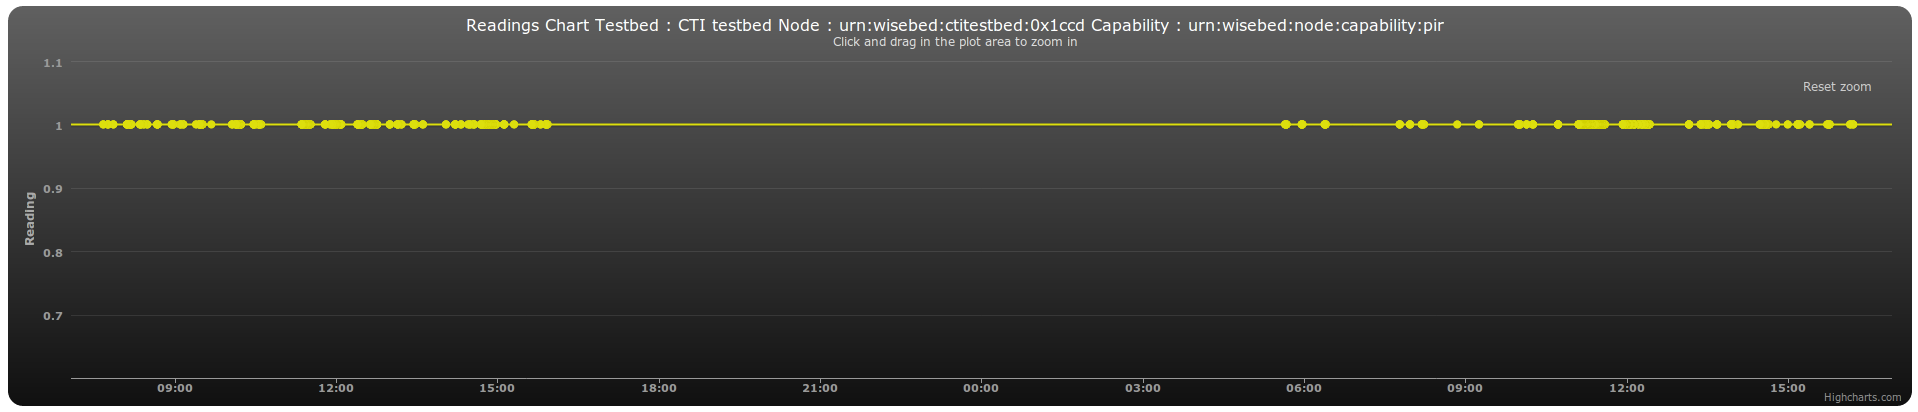 Readings Chart Testbed : CTI testbed Node : urn:wisebed:ctitestbed:0x1ccd Capability : urn:wisebed:node:capability:pir
Click and drag in the plot area to zoom in
Reset zoom
1.1
1
0.9
0.8
0.7
Reading
09:00 12:00 15:00 18:00 21:00 00:00 03:00 06:00 09:00 12:00 15:00
Highcharts.com